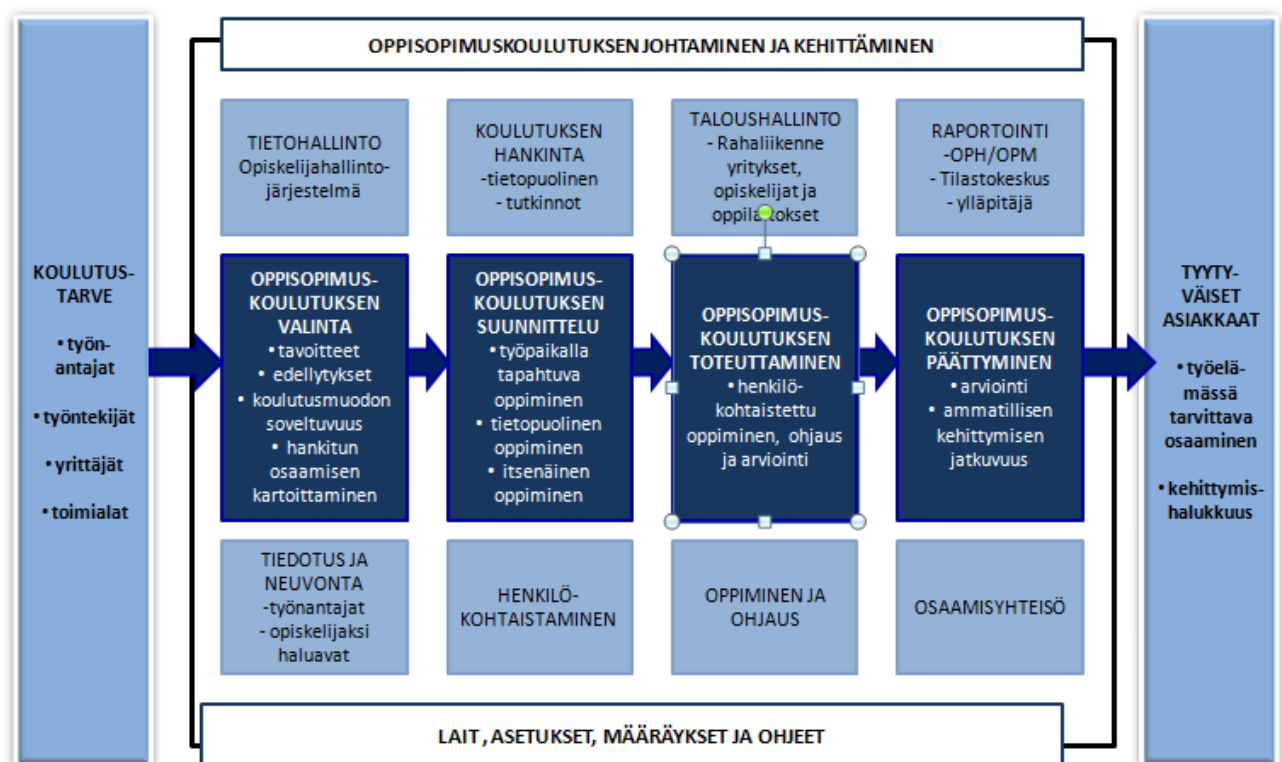 OPPISOPIMUSKOULUTUKSEN JOHTAMINEN JA KEHITTÄMINEN
KOULUTUS-
TARVE
• työn-
antajat
• työntekijät
• yrittäjät
• toimialat
TIETOHALLINTO
Opiskelijahallinto-
järjestelmä
KOULUTUKSEN
HANKINTA
-tietopuolinen
- tutkinnot
TALOUSHALLINTO
- Rahaliikenne
yritykset,
opiskelijat ja
oppilaitokset
RAPORTOINTI
-OPH/OPM
- Tilastokeskus
- ylläpitäjä
OPPISOPIMUS-
KOULUTUKSEN
VALINTA
• tavoitteet
• edellytykset
• koulutusmuodon
soveltuvuus
• hankitun
osaamisen
kartoittaminen
OPPISOPIMUS-
KOULUTUKSEN
SUUNNITTELU
• työpaikalla
tapahtuva
oppiminen
• tietopuolinen
oppiminen
• itsenäinen
oppiminen
OPPISOPIMUS-
KOULUTUKSEN
TOTEUTTAMINEN
• henkilö-
kohtaistettu
oppiminen, ohjaus
ja arviointi
OPPISOPIMUS-
KOULUTUKSEN
PÄÄTTYMINEN
• arviointi
• ammatillisen
kehittymisen
jatkuvuus
TIEDOTUS JA
NEUVONTA
-työnantajat
- opiskelijaksi
haluavat
HENKILÖ-
KOHTAISTAMINEN
OPPIMINEN JA
OHJAUS
OSAAMISYHTEISÖ
TYYTY-
VÄISET
ASIAKKAAT
• työelä-
mässä
tarvittava
osaaminen
• kehittymis-
halukkuus
LAIT , ASETUKSET, MÄÄRÄYKSET JA OHJEET